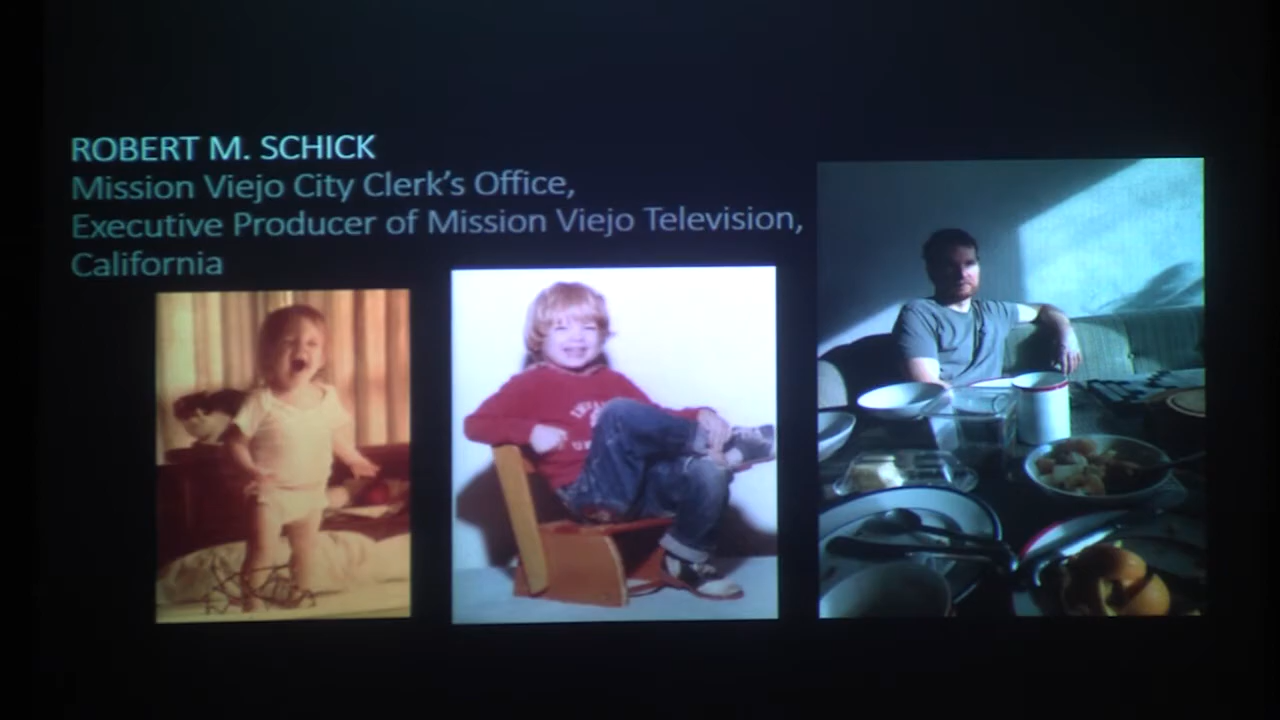 ROBERT M. SCHICK
Mission Viejo City Clerk's Office,
Executive Producer of Mission Viejo Television,
California